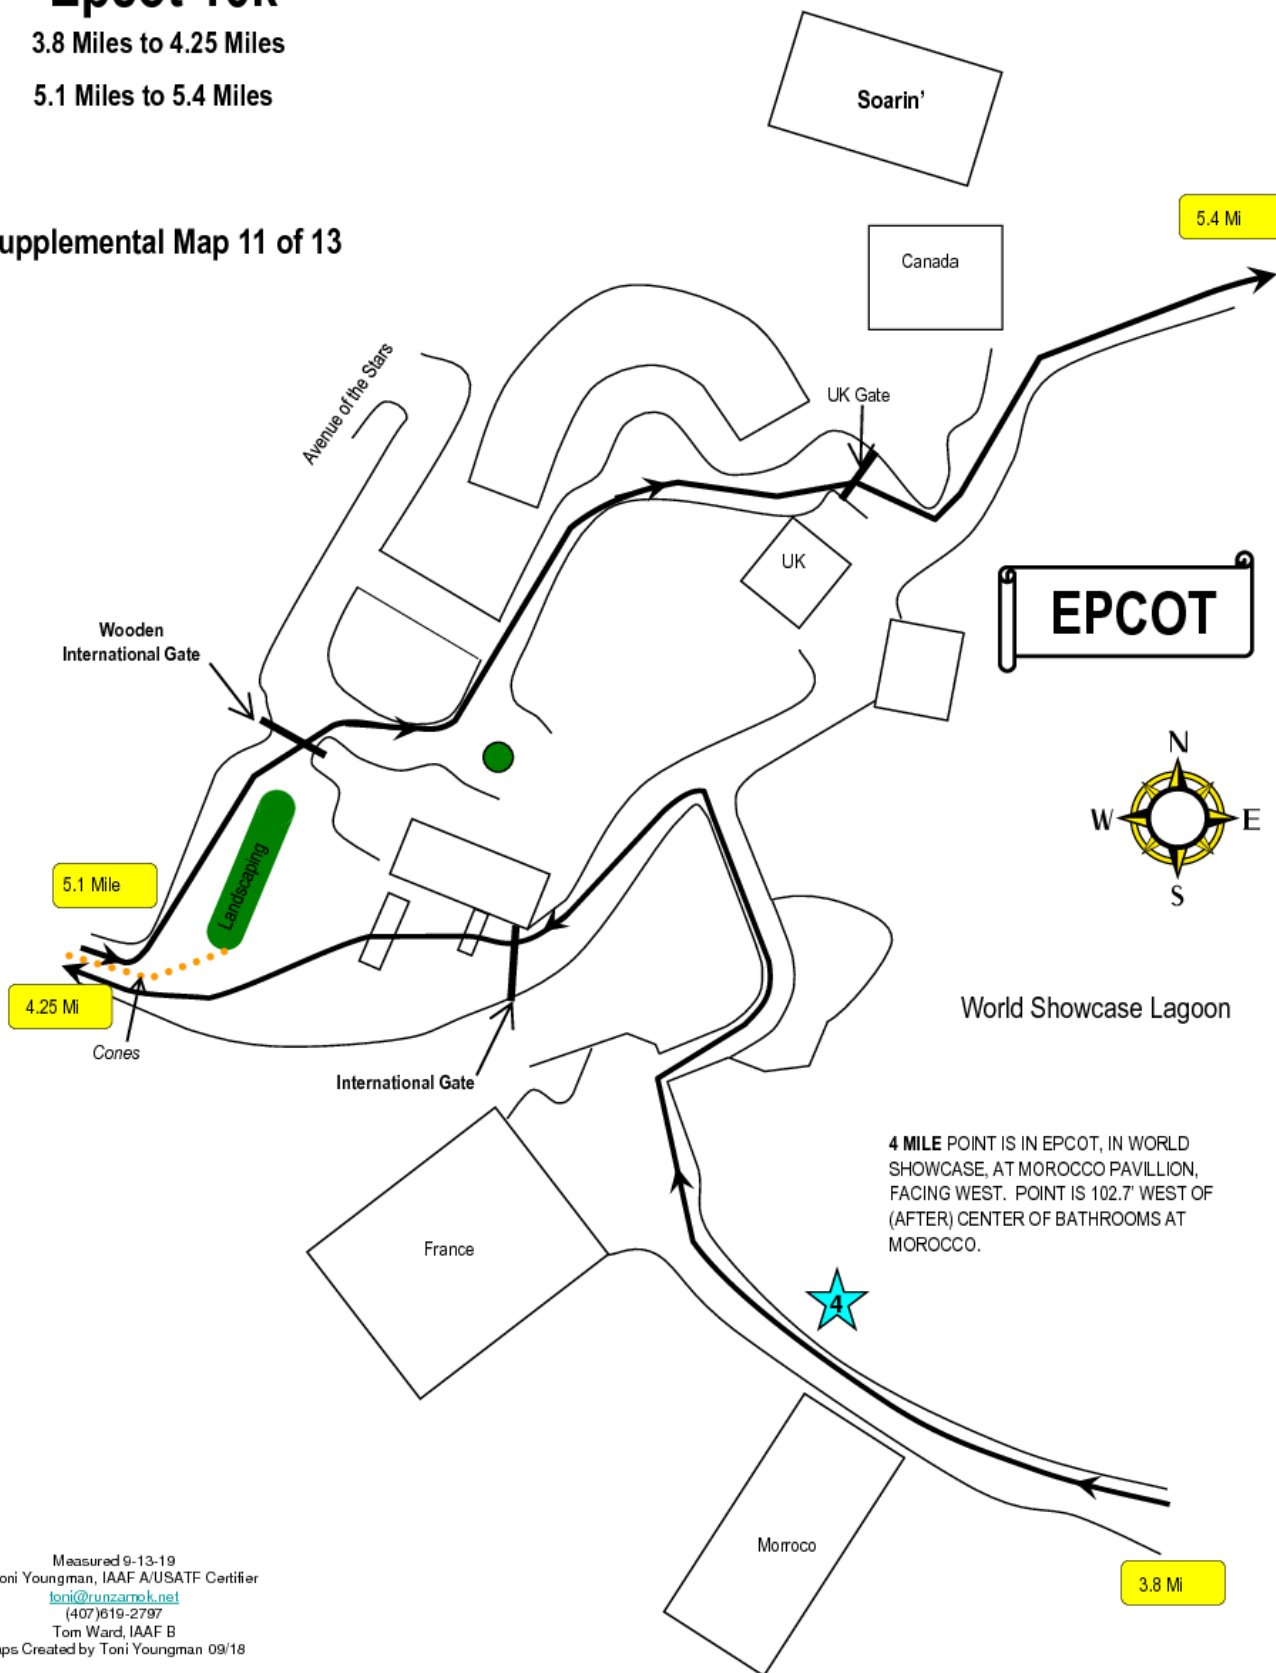 Epcot 10k
3.8 Miles to 4.25 Miles
5.1 Miles to 5.4 Miles
Soarin'
5.4 Mi
upplemental Map 11 of 13
Canada
Avenue of the Stars
UK Gate
UK
EPCOT
Wooden
International Gate
N
W
E
S
5.1 Mile
Landscaping
4.25 Mi
World Showcase Lagoon
Cones
International Gate
4 MILE POINT IS IN EPCOT, IN WORLD
SHOWCASE, AT MOROCCO PAVILLION,
FACING WEST. POINT IS 102.7' WEST OF
(AFTER) CENTER OF BATHROOMS AT
MOROCCO.
France
4
Morroco
3.8 Mi
Measured 9-13-19
oni Youngman, IAAF A/USATF Certifier
toni@runzamok.net
(407)619-2797
Tom Ward, IAAF B
aps Created by Toni Youngman 09/18